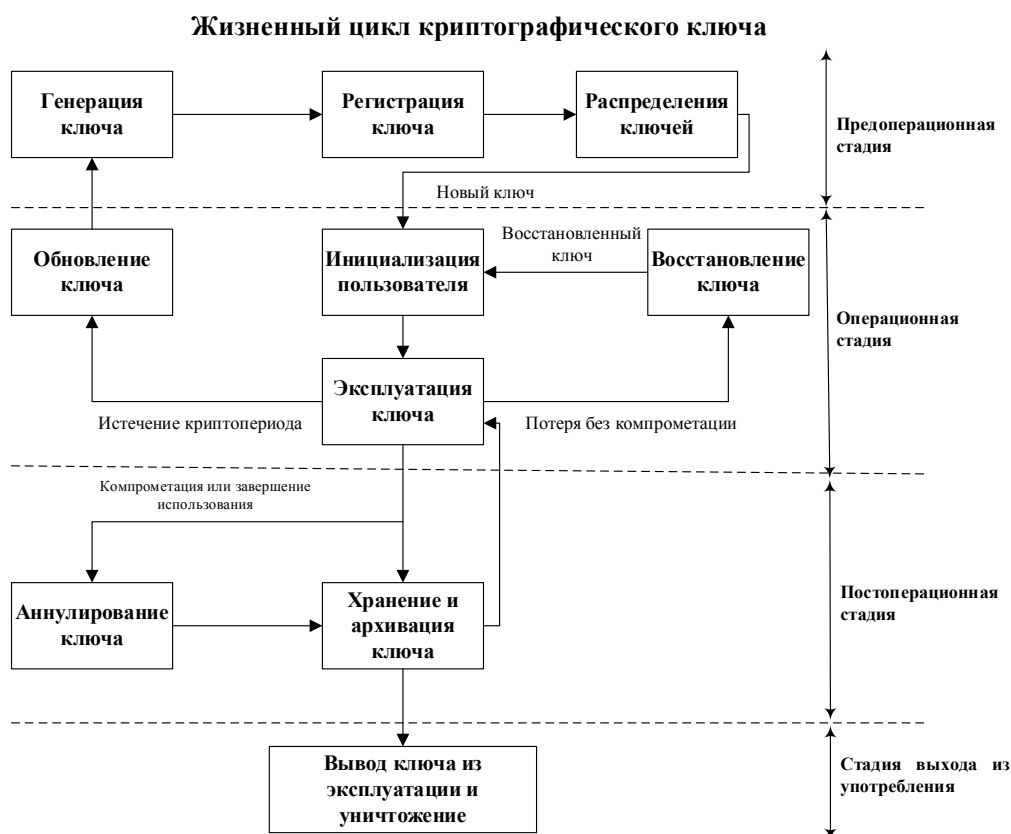 Жизненный цикл криптографического ключа
Генерация
ключа
Регистрация
ключа
Распределения
ключей
Предоперационная
стадия
Новый ключ
Обновление
ключа
Инициализация
пользователя
Восстановленный
ключ
Восстановление
ключа
Операционная
стадия
Эксплуатация
ключа
Истечение криптопериода
Потеря без компрометации
Компрометация или завершение
использования
Аннулирование
ключа
Хранение и
архивация
ключа
Постоперационная
стадия
Вывод ключа из
эксплуатации и
уничтожение
Стадия выхода из
употребления